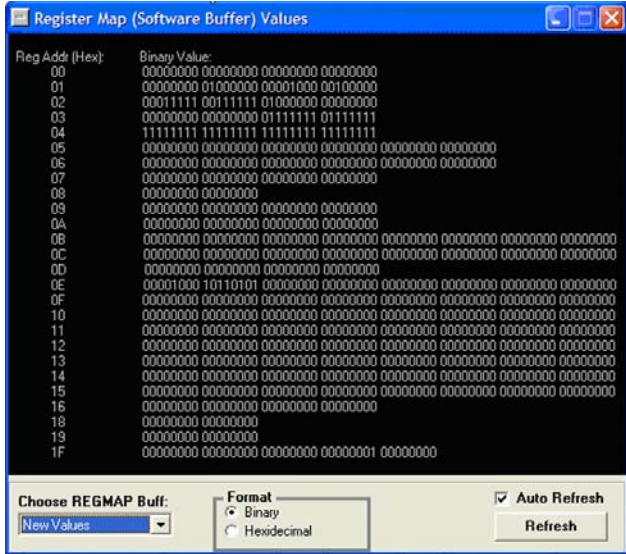 Register Map (Software Buffer) Values
Reg Addr (Hex): Binary Value:
00 00000000 00000000 00000000 00000000
01 00000000 01000000 00001000 00100000
02 00011111 00111111 01000000 00000000
03 00000000 00000000 01111111 01111111
04 11111111 11111111 11111111 11111111
05 00000000 00000000 00000000 00000000 00000000 00000000
06 00000000 00000000 00000000 00000000 00000000 00000000
07 00000000 00000000 00000000 00000000
08 00000000 00000000
09 00000000 00000000 00000000 00000000
0A 00000000 00000000 00000000 00000000
0B 00000000 00000000 00000000 00000000 00000000 00000000 00000000 00000000
0C 00000000 00000000 00000000 00000000 00000000 00000000 00000000 00000000
0D 00000000 00000000 00000000 00000000
0E 00001000 10110101 00000000 00000000 00000000 00000000 00000000 00000000
0F 00000000 00000000 00000000 00000000 00000000 00000000 00000000 00000000
10 00000000 00000000 00000000 00000000 00000000 00000000 00000000 00000000
11 00000000 00000000 00000000 00000000 00000000 00000000 00000000 00000000
12 00000000 00000000 00000000 00000000 00000000 00000000 00000000 00000000
13 00000000 00000000 00000000 00000000 00000000 00000000 00000000 00000000
14 00000000 00000000 00000000 00000000 00000000 00000000 00000000 00000000
15 00000000 00000000 00000000 00000000 00000000 00000000 00000000 00000000
16 00000000 00000000 00000000 00000000
18 00000000 00000000
19 00000000 00000000
1F 00000000 00000000 00000000 00000001 00000000
Choose REGMAP Buff:
New Values
Format
Binary
Hexidecimal
Auto Refresh
Refresh